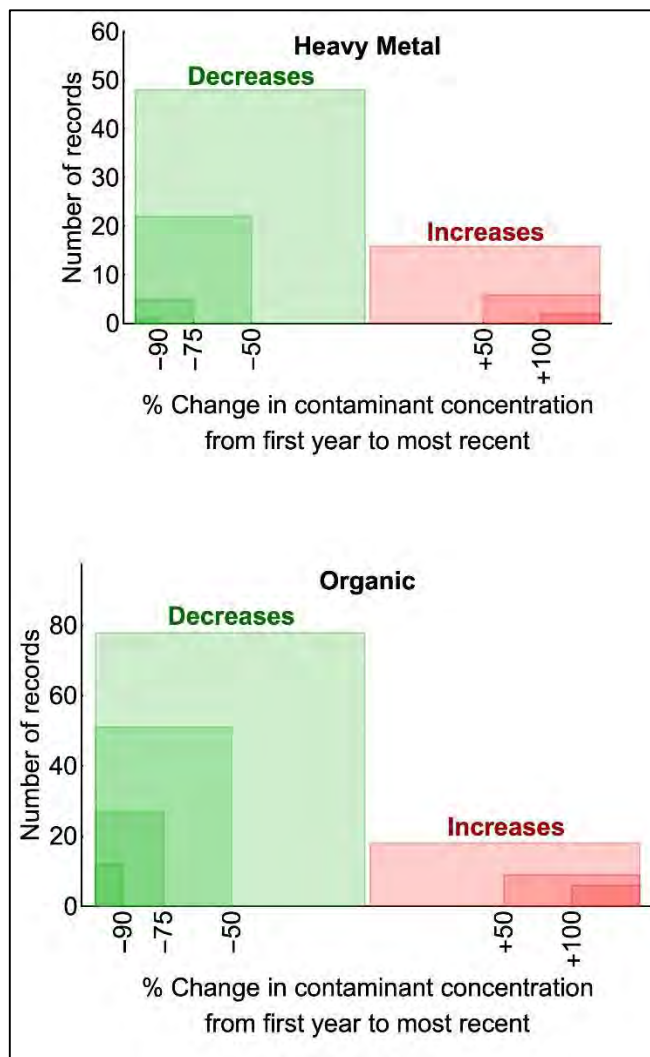 Heavy Metal
Decreases
Increases
Number of records
60
50
40
30
20
10
0
−90
−75
−50
+50
+100
% Change in contaminant concentration
from first year to most recent
Organic
Decreases
Increases
Number of records
80
60
40
20
0
−90
−75
−50
+50
+100
% Change in contaminant concentration
from first year to most recent